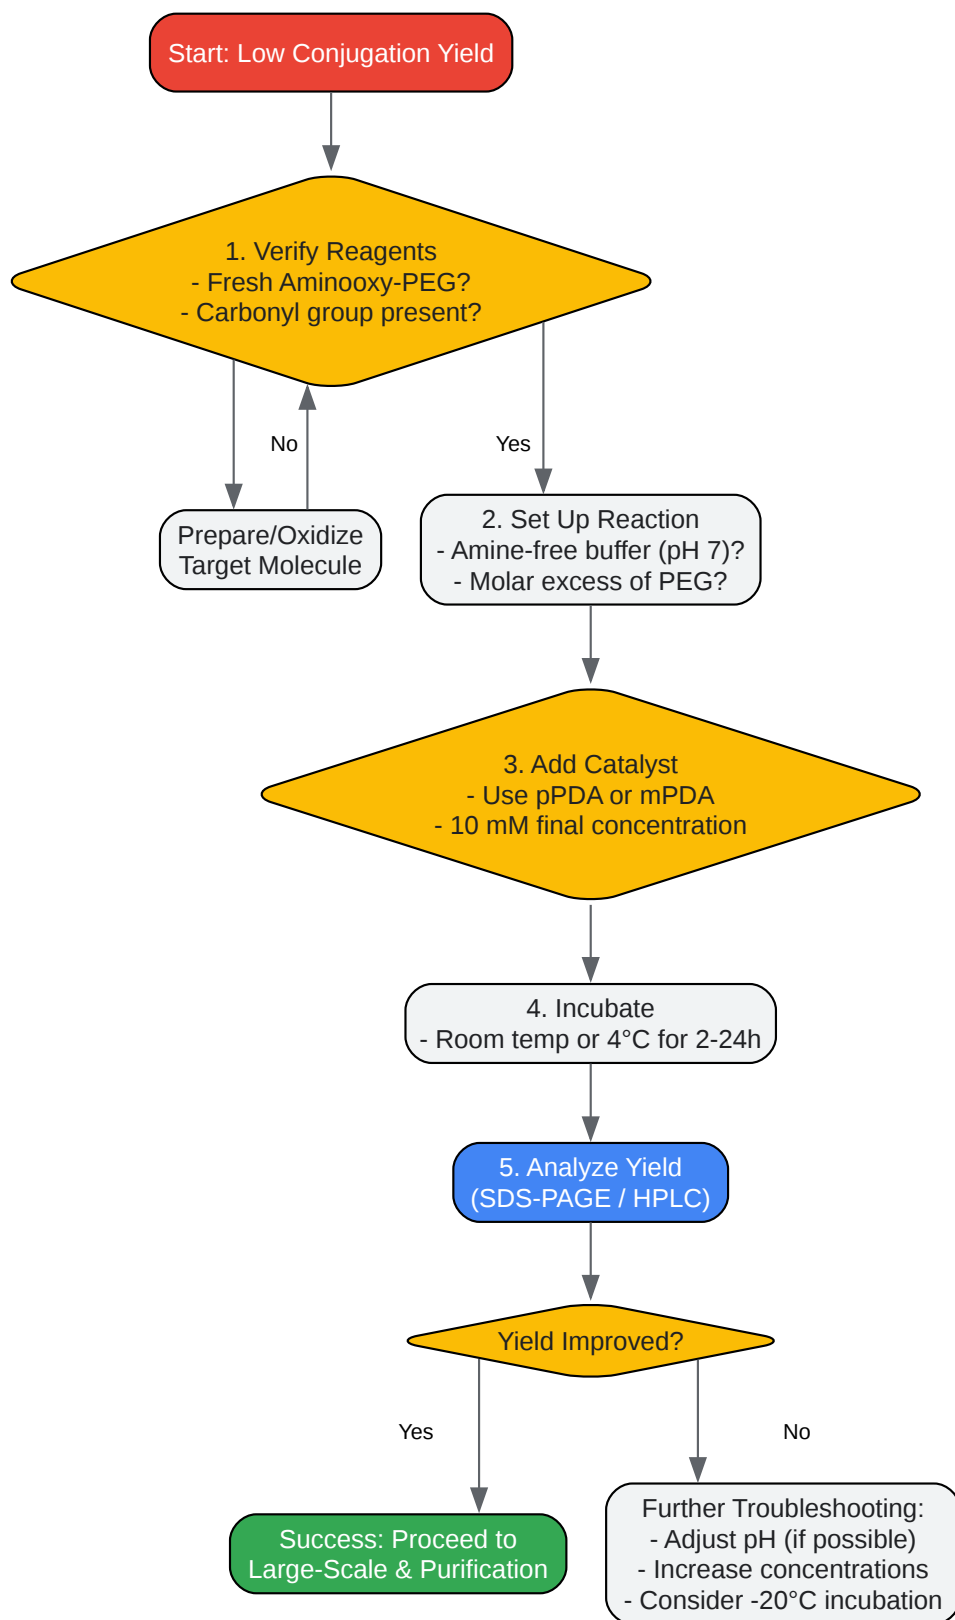 Start: Low Conjugation Yield
1. Verify Reagents
- Fresh Aminooxy-PEG?
- Carbonyl group present?
No
Yes
Prepare/Oxidize
Target Molecule
2. Set Up Reaction
- Amine-free buffer (pH 7)?
- Molar excess of PEG?
3. Add Catalyst
- Use pPDA or mPDA
- 10 mM final concentration
4. Incubate
- Room temp or 4°C for 2-24h
5. Analyze Yield
(SDS-PAGE / HPLC)
Yield Improved?
Yes
No
Success: Proceed to
Large-Scale & Purification
Further Troubleshooting:
- Adjust pH (if possible)
- Increase concentrations
- Consider -20°C incubation